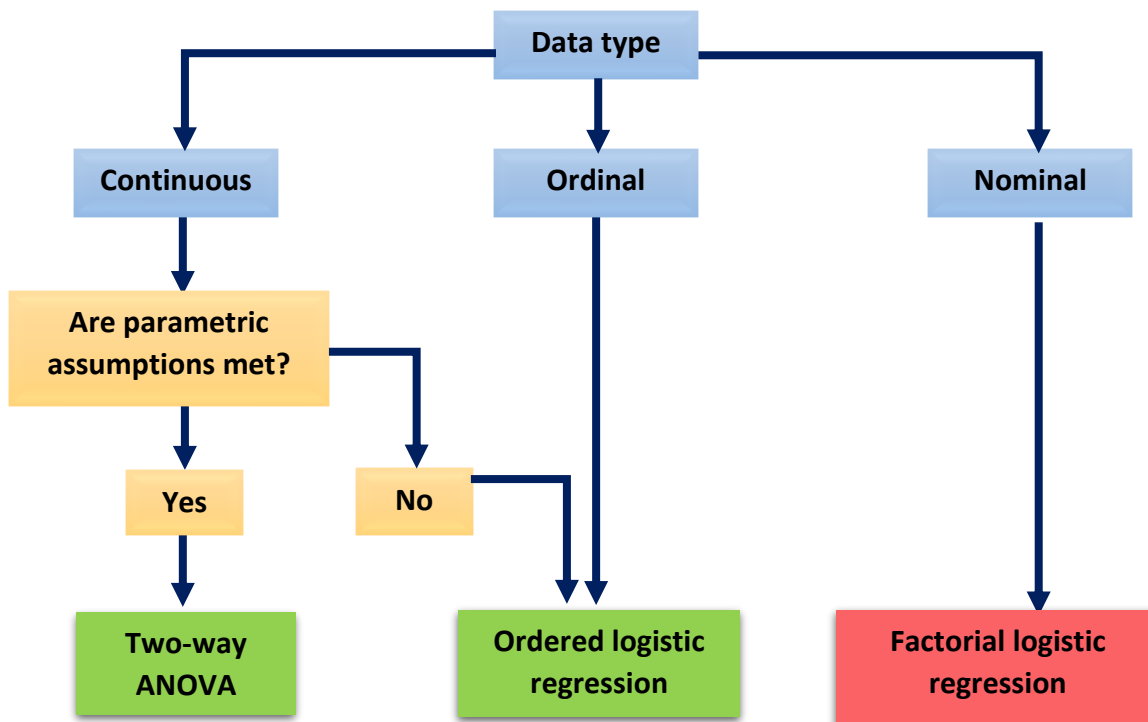 Data type
Continuous
Ordinal
Nominal
Are parametric
assumptions met?
Yes
No
Two-way
ANOVA
Ordered logistic
regression
Factorial logistic
regression